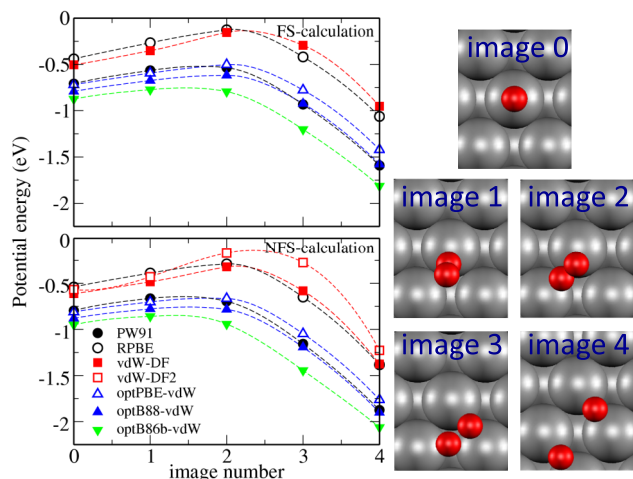 0
FS-calculation
-0.5
-1
-1.5
-2
0
NFS-calculation
-0.5
-1
-1.5
-2
Potential energy (eV)
PW91
RPBE
vdW-DF
vdW-DF2
optPBE-vdW
optB88-vdW
optB86b-vdW
0 1 2 3 4
image number
image 0
image 1 image 2
image 3 image 4